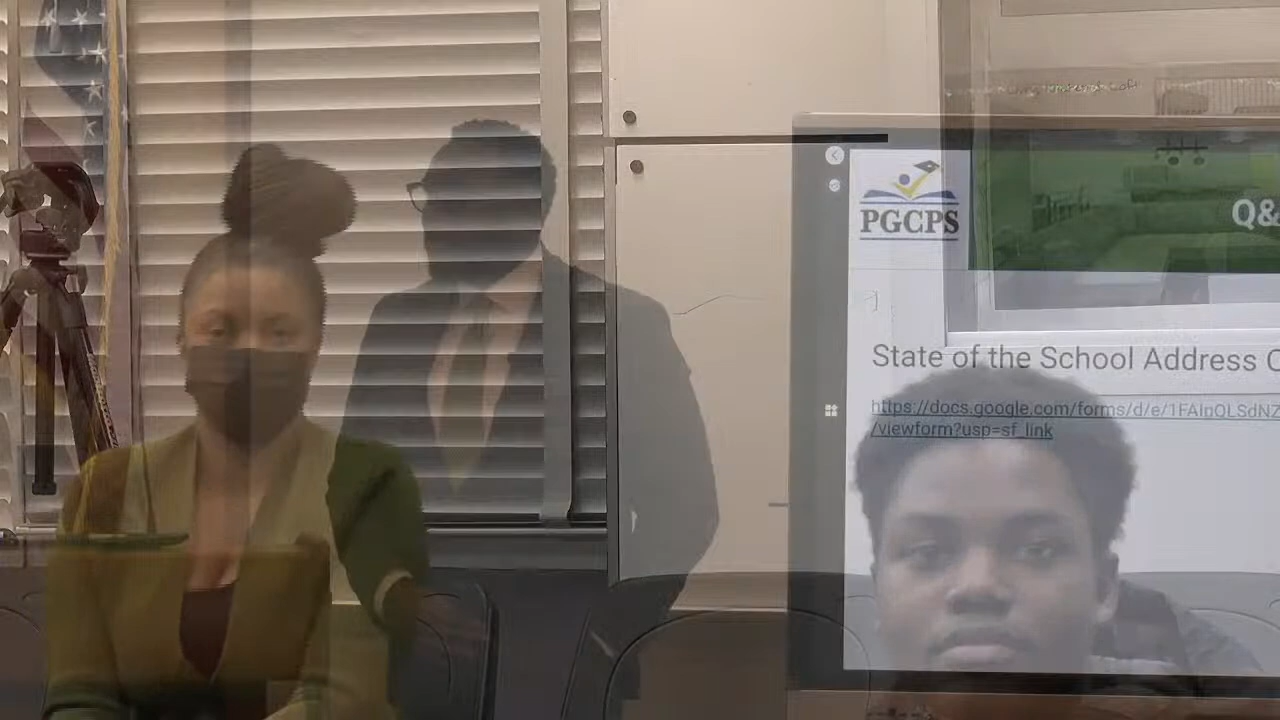 PGCPS
Q&
State of the School Address
https://docs.google.com/forms/d/e/1FAIpQLSdNZ
/viewform?usp=sf_link